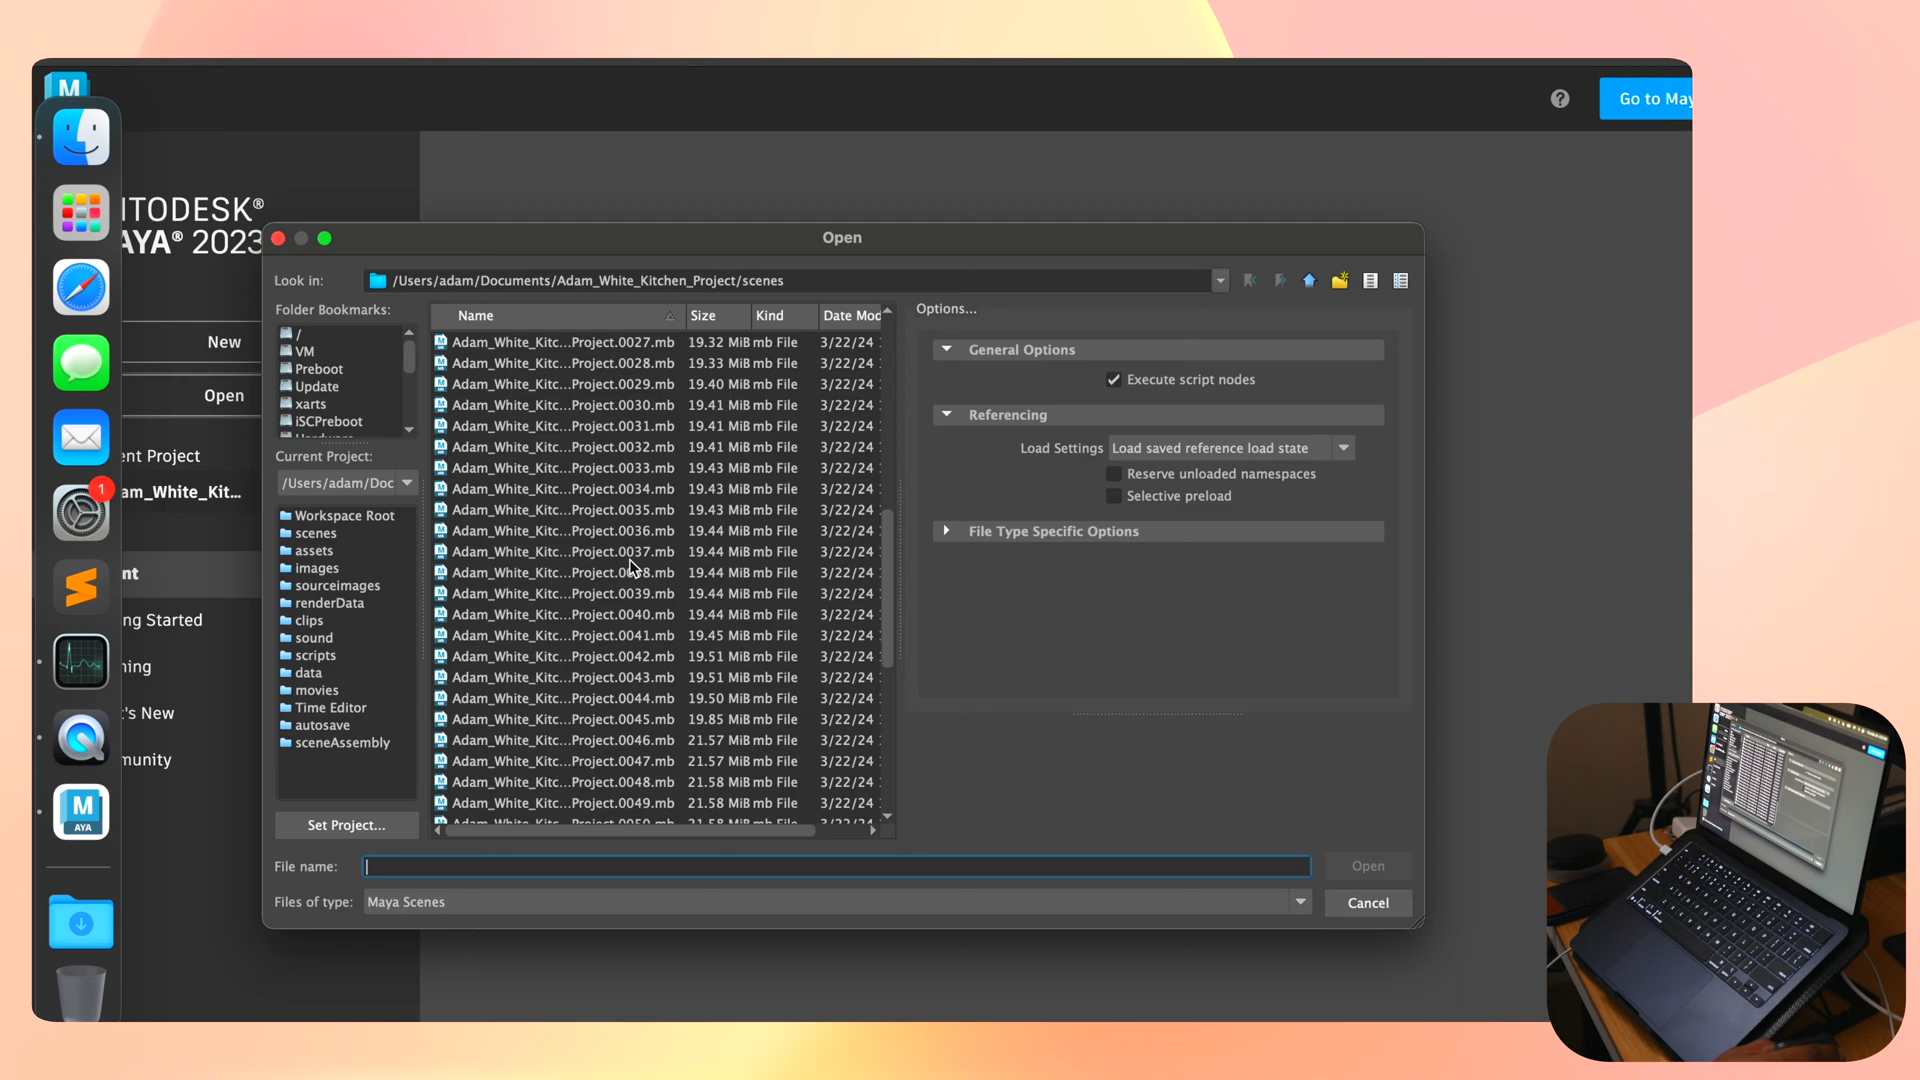 M
?
Go to May
ITODESK®
AYA® 2023
Open
Look in:
/Users/adam/Documents/Adam_White_Kitchen_Project/scenes
Folder Bookmarks:
/
VM
Preboot
Update
xarts
iSCPreboot
Hardware
Current Project:
/Users/adam/Doc
Workspace Root
scenes
assets
images
sourceimages
renderData
clips
sound
scripts
data
movies
Time Editor
autosave
sceneAssembly
Set Project...
Name Size Kind Date Mod
Adam_White_Kitc...Project.0027.mb 19.32 MiB mb File 3/22/24
Adam_White_Kitc...Project.0028.mb 19.33 MiB mb File 3/22/24
Adam_White_Kitc...Project.0029.mb 19.40 MiB mb File 3/22/24
Adam_White_Kitc...Project.0030.mb 19.41 MiB mb File 3/22/24
Adam_White_Kitc...Project.0031.mb 19.41 MiB mb File 3/22/24
Adam_White_Kitc...Project.0032.mb 19.41 MiB mb File 3/22/24
Adam_White_Kitc...Project.0033.mb 19.43 MiB mb File 3/22/24
Adam_White_Kitc...Project.0034.mb 19.43 MiB mb File 3/22/24
Adam_White_Kitc...Project.0035.mb 19.43 MiB mb File 3/22/24
Adam_White_Kitc...Project.0036.mb 19.44 MiB mb File 3/22/24
Adam_White_Kitc...Project.0037.mb 19.44 MiB mb File 3/22/24
Adam_White_Kitc...Project.0038.mb 19.44 MiB mb File 3/22/24
Adam_White_Kitc...Project.0039.mb 19.44 MiB mb File 3/22/24
Adam_White_Kitc...Project.0040.mb 19.44 MiB mb File 3/22/24
Adam_White_Kitc...Project.0041.mb 19.45 MiB mb File 3/22/24
Adam_White_Kitc...Project.0042.mb 19.51 MiB mb File 3/22/24
Adam_White_Kitc...Project.0043.mb 19.51 MiB mb File 3/22/24
Adam_White_Kitc...Project.0044.mb 19.50 MiB mb File 3/22/24
Adam_White_Kitc...Project.0045.mb 19.85 MiB mb File 3/22/24
Adam_White_Kitc...Project.0046.mb 21.57 MiB mb File 3/22/24
Adam_White_Kitc...Project.0047.mb 21.57 MiB mb File 3/22/24
Adam_White_Kitc...Project.0048.mb 21.58 MiB mb File 3/22/24
Adam_White_Kitc...Project.0049.mb 21.58 MiB mb File 3/22/24
Adam_White_Kitc...Project.0050.mb 21.58 MiB mb File 3/22/24
Options...
General Options
Execute script nodes
Referencing
Load Settings Load saved reference load state
Reserve unloaded namespaces
Selective preload
File Type Specific Options
File name:
Open
Files of type: Maya Scenes
Cancel
New
Open
ent Project
am_White_Kit...
1
nt
ng Started
ning
t's New
munity
M
AYA